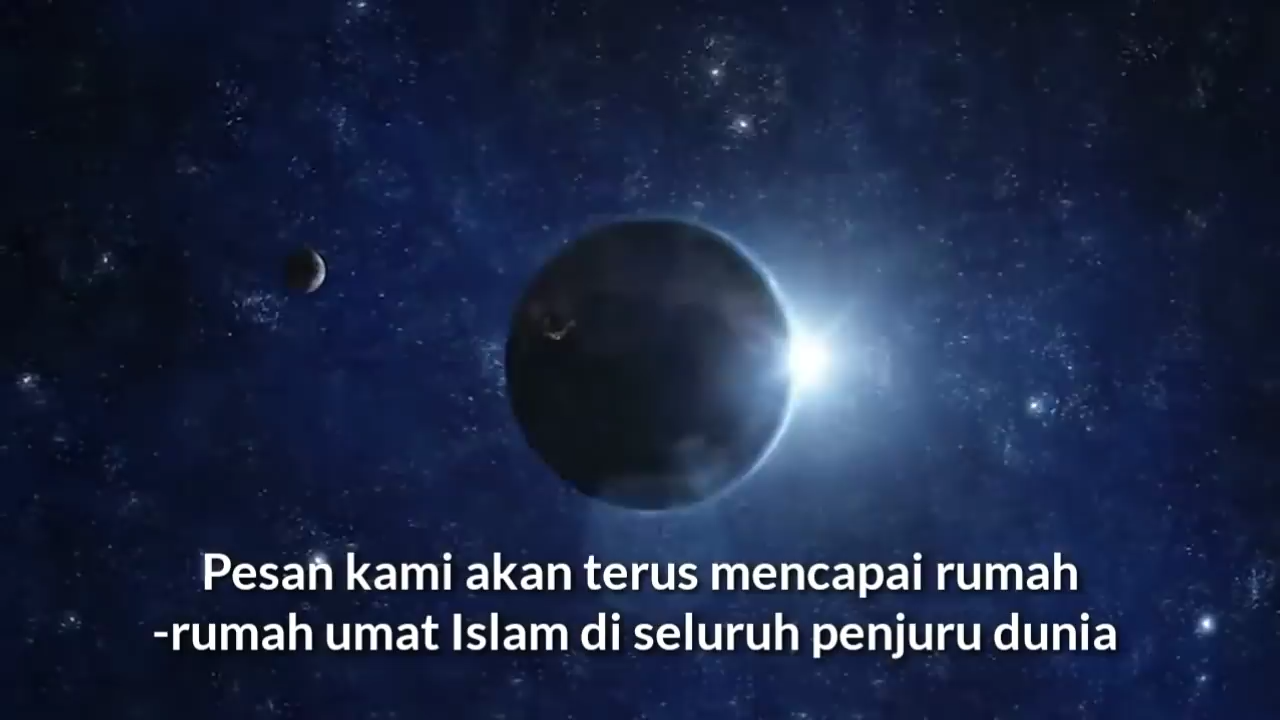 Pesan kami akan terus mencapai rumah
-rumah umat Islam di seluruh penjuru dunia